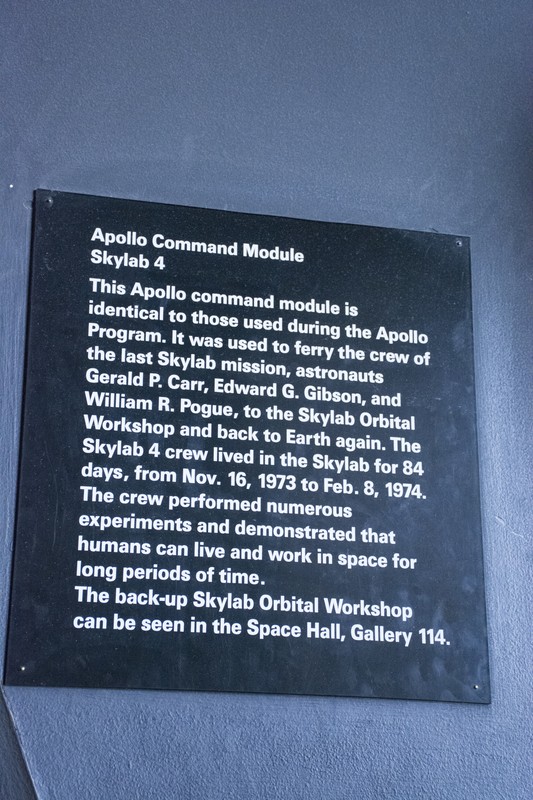 Apollo Command Module
Skylab 4
This Apollo command module is
identical to those used during the Apollo
Program. It was used to ferry the crew of
the last Skylab mission, astronauts
Gerald P. Carr, Edward G. Gibson, and
William R. Pogue, to the Skylab Orbital
Workshop and back to Earth again. The
Skylab 4 crew lived in the Skylab for 84
days, from Nov. 16, 1973 to Feb. 8, 1974.
The crew performed numerous
experiments and demonstrated that
humans can live and work in space for
long periods of time.
The back-up Skylab Orbital Workshop
can be seen in the Space Hall, Gallery 114.